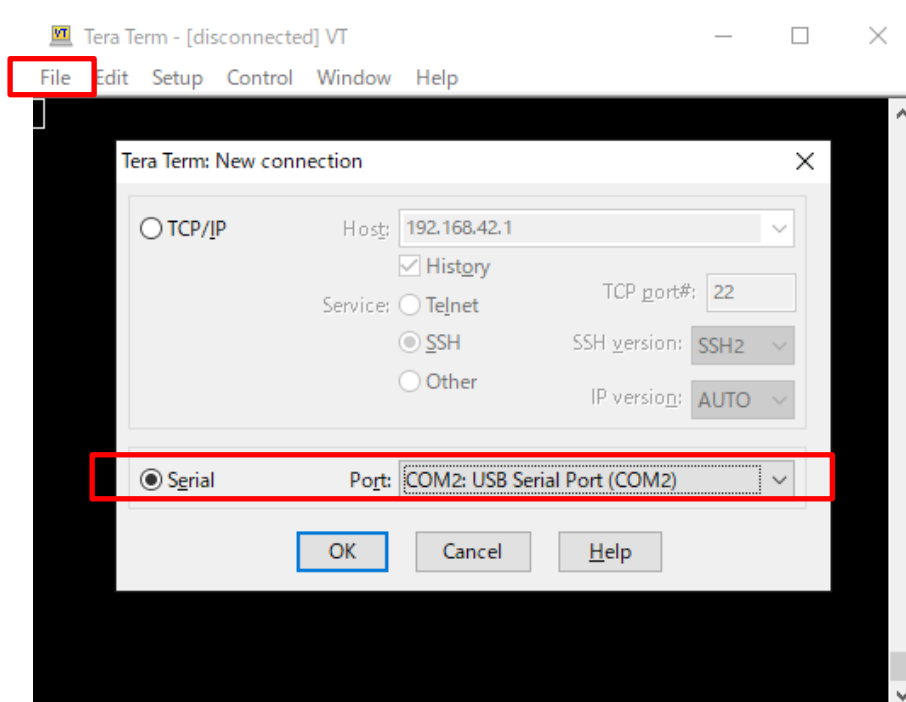 Tera Term - [disconnected] VT
File Edit Setup Control Window Help
Tera Term: New connection
TCP/IP Host: 192.168.42.1
History
Service: Telnet TCP port#: 22
SSH SSH version: SSH2
Other IP version: AUTO
Serial Port: COM2: USB Serial Port (COM2)
OK Cancel Help